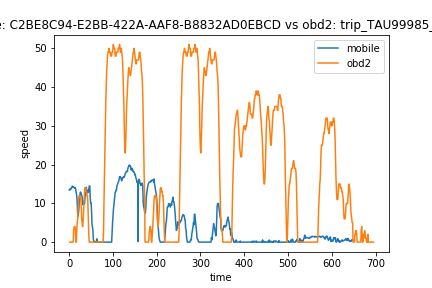 : C2BE8C94-E2BB-422A-AAF8-B8832AD0EBCD vs obd2: trip_TAU99985_
mobile
obd2
50
40
30
20
10
0
speed
0 100 200 300 400 500 600 700
time